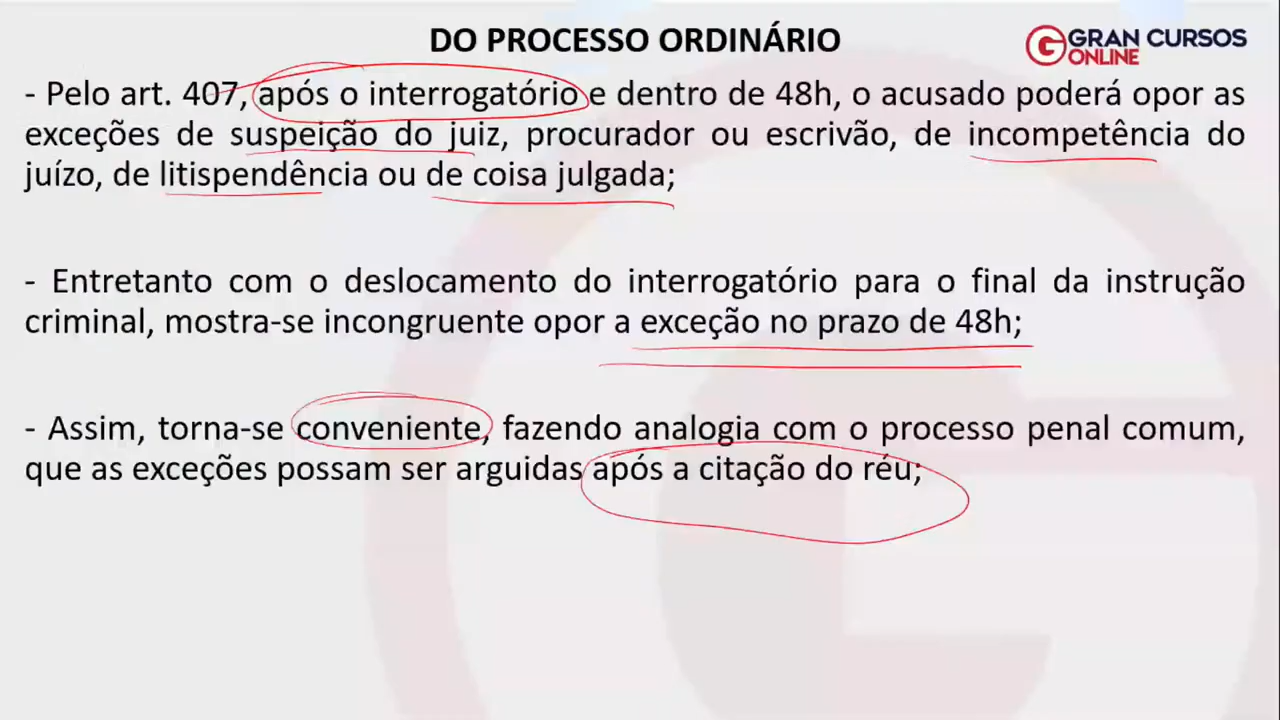 DO PROCESSO ORDINÁRIO
GRAN CURSOS
ONLINE
- Pelo art. 407, após o interrogatório e dentro de 48h, o acusado poderá opor as
exceções de suspeição do juiz, procurador ou escrivão, de incompetência do
juízo, de litispendência ou de coisa julgada;
- Entretanto com o deslocamento do interrogatório para o final da instrução
criminal, mostra-se incongruente opor a exceção no prazo de 48h;
- Assim, torna-se conveniente, fazendo analogia com o processo penal comum,
que as exceções possam ser arguidas após a citação do réu;